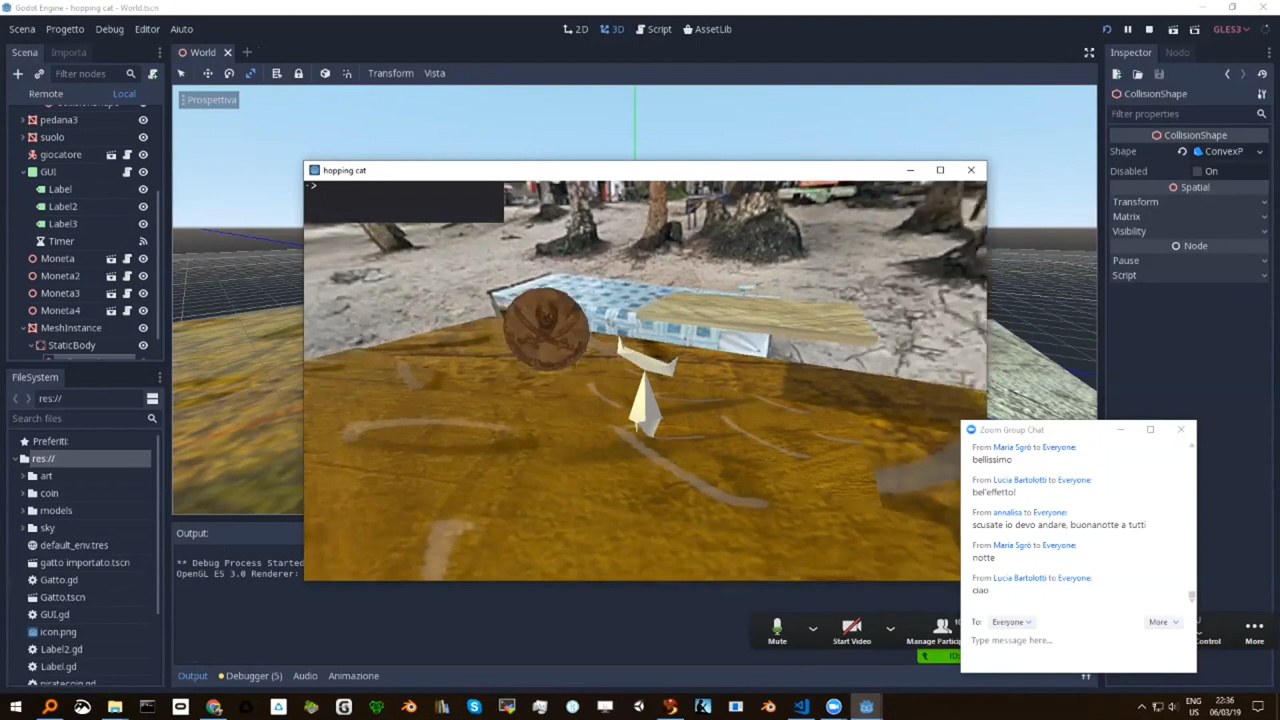 Godot Engine - hopping cat - World.tscn
Scena Progetto Debug Editor Aiuto
2D 3D Script AssetLib
GLES3
Scena Importa
World
Inspector Nodo
Filter nodes
Transform Vista
Remote Local
Prospettiva
CollisionShape
Filter properties
CollisionShape
Shape ConvexP
Disabled On
Spatial
Transform
Matrix
Visibility
Node
Pause
Script
pedana3
suolo
giocatore
GUI
Label
Label2
Label3
Timer
Moneta
Moneta2
Moneta3
Moneta4
MeshInstance
StaticBody
hopping cat
->
FileSystem
res://
Search files
Preferiti:
res://
art
coin
models
sky
default_env.tres
gatto importato.tscn
Gatto.gd
Gatto.tscn
GUI.gd
icon.png
Label2.gd
Label.gd
piratecoin.gd
Output:
** Debug Process Started
OpenGL ES 3.0 Renderer:
Output Debugger (5) Audio Animazione
Zoom Group Chat
From Maria Sgrò to Everyone:
bellissimo
From Lucia Bartolotti to Everyone:
bel'effetto!
From annalisa to Everyone:
scusate io devo andare, buonanotte a tutti
From Maria Sgrò to Everyone:
notte
From Lucia Bartolotti to Everyone:
ciao
To: Everyone More
Type message here...
Mute Start Video Manage Particip
More
ENG
US
22:36
06/03/19